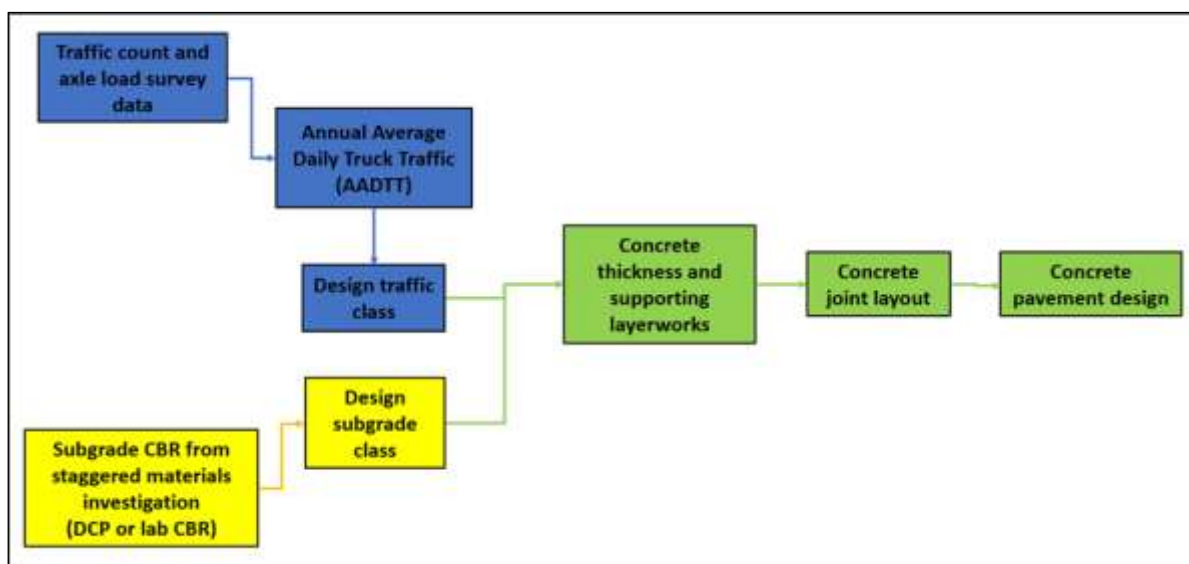 Traffic count and
axle load survey
data
Annual Average
Daily Truck Traffic
(AADTT)
Design traffic
class
Subgrade CBR from
staggered materials
investigation
(DCP or lab CBR)
Design
subgrade
class
Concrete
thickness and
supporting
layerworks
Concrete
joint layout
Concrete
pavement design